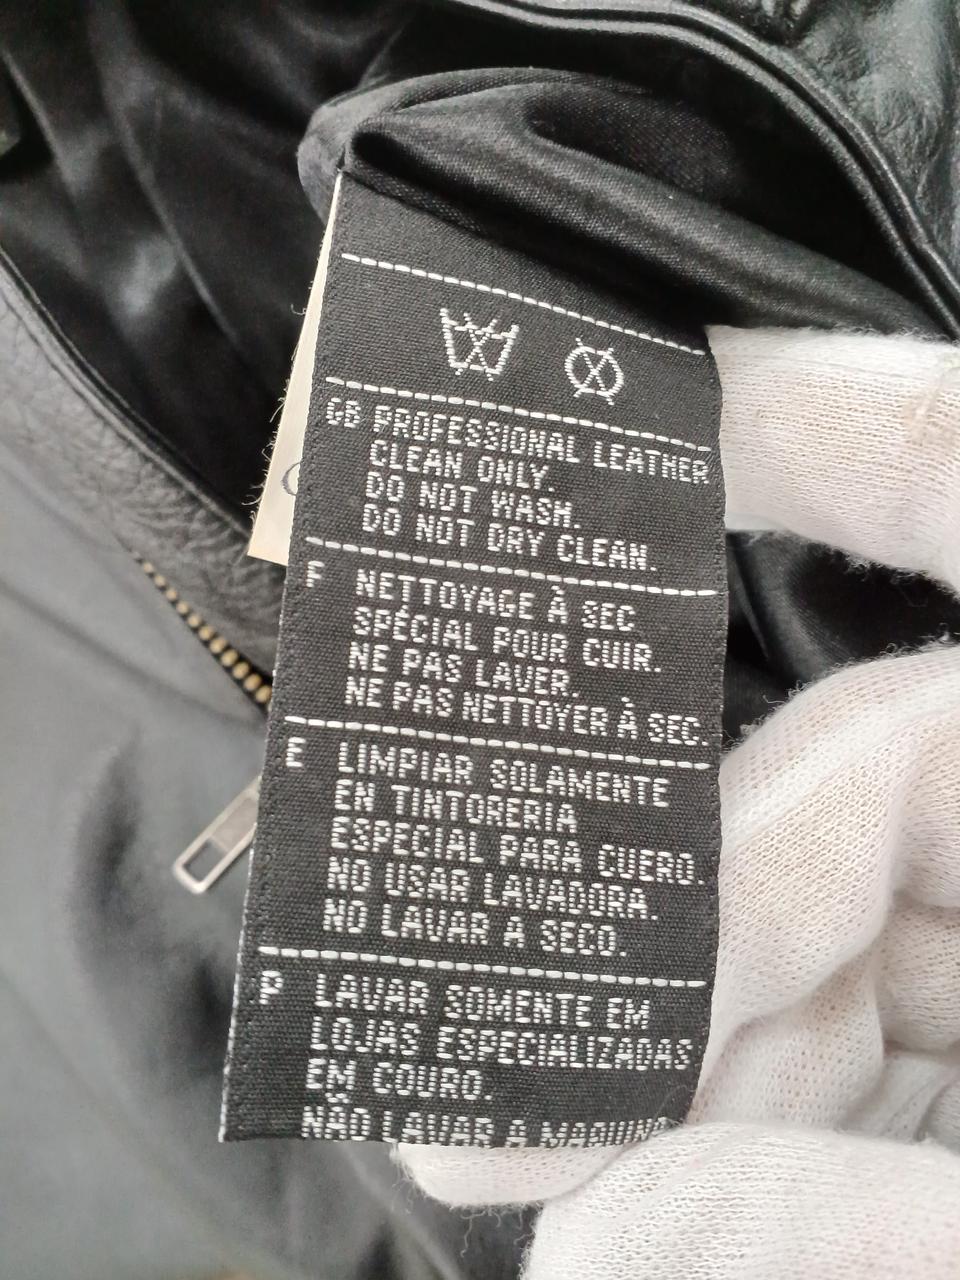 GB PROFESSIONAL LEATHER
CLEAN ONLY.
DO NOT WASH.
DO NOT DRY CLEAN.
F NETTOYAGE À SEC
SPÉCIAL POUR CUIR.
NE PAS LAVER.
NE PAS NETTOYER À SEC.
E LIMPIAR SOLAMENTE
EN TINTORERIA
ESPECIAL PARA CUERO.
NO USAR LAVADORA.
NO LAVAR A SECO.
P LAVAR SOMENTE EM
LOJAS ESPECIALIZADAS
EM COURO.
NÃO LAVAR A